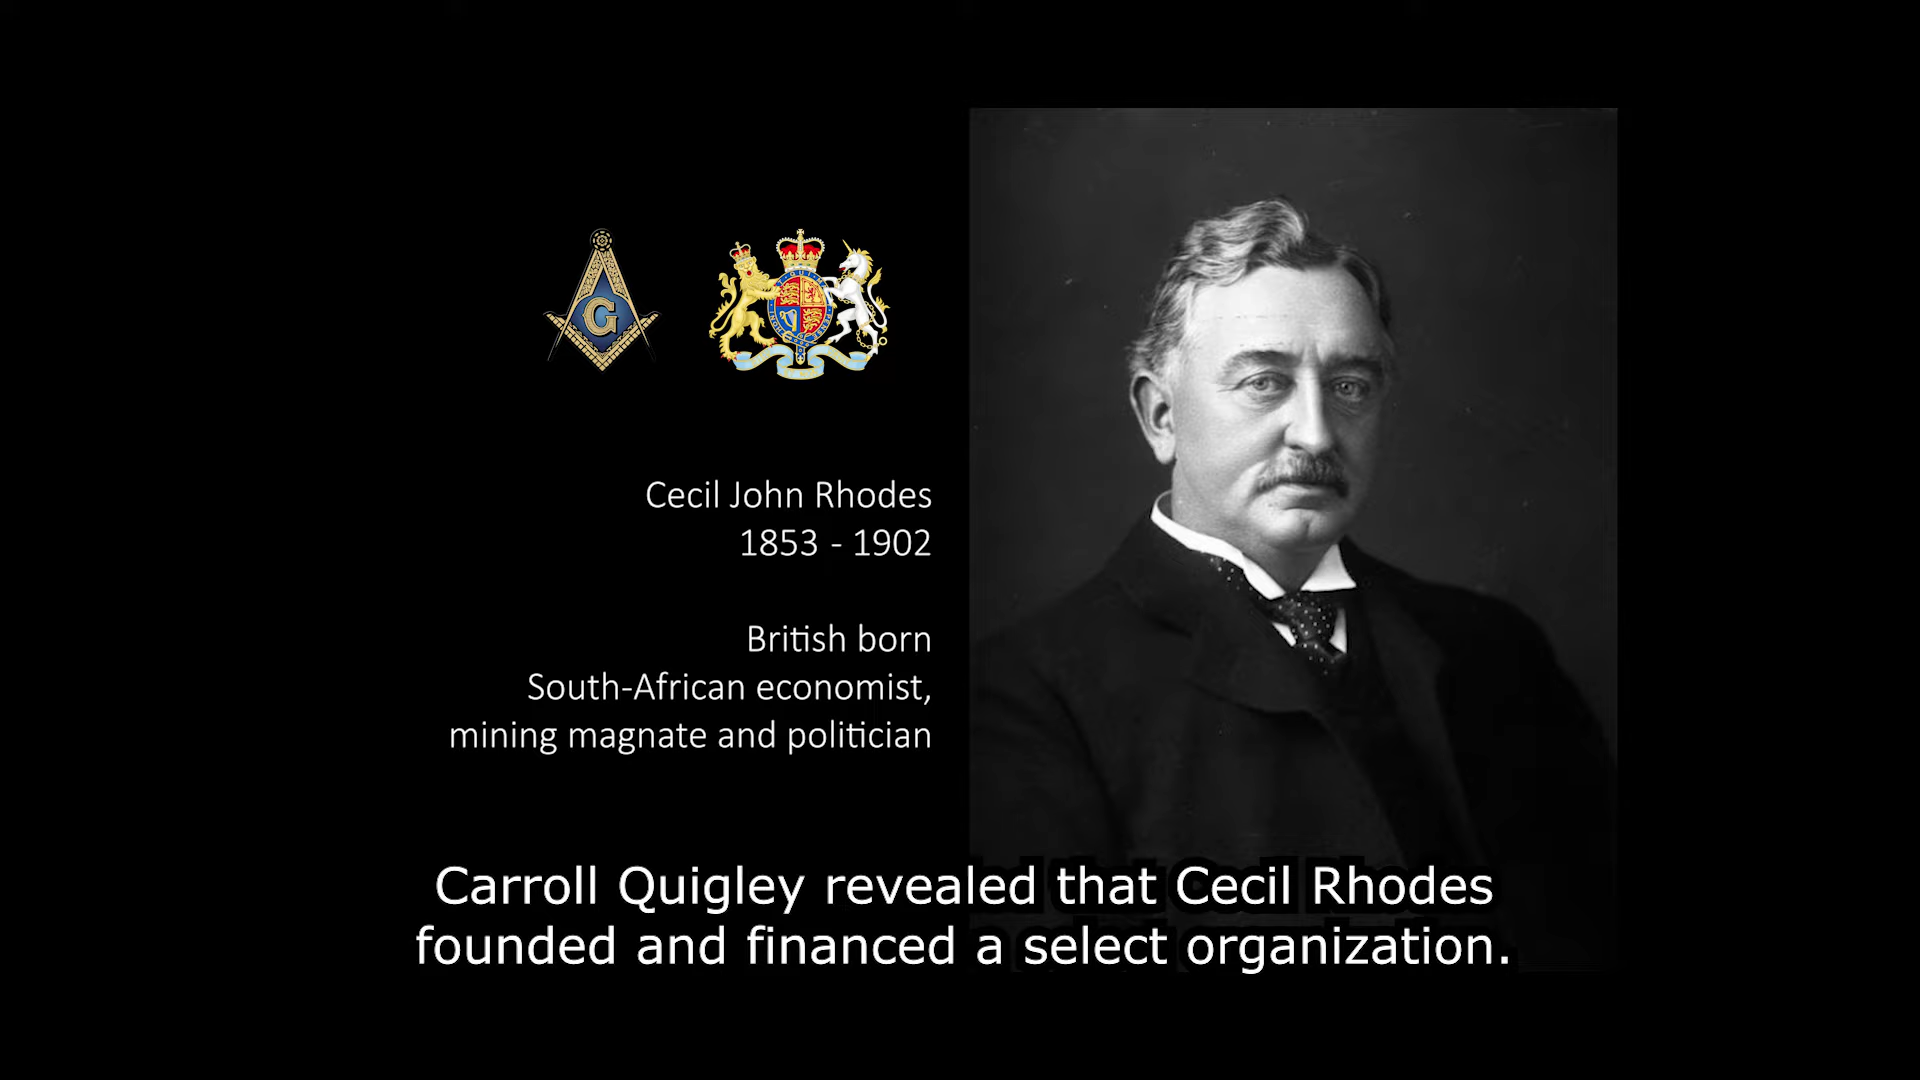 G
Cecil John Rhodes
1853 - 1902
British born
South-African economist,
mining magnate and politician
Carroll Quigley revealed that Cecil Rhodes
founded and financed a select organization.